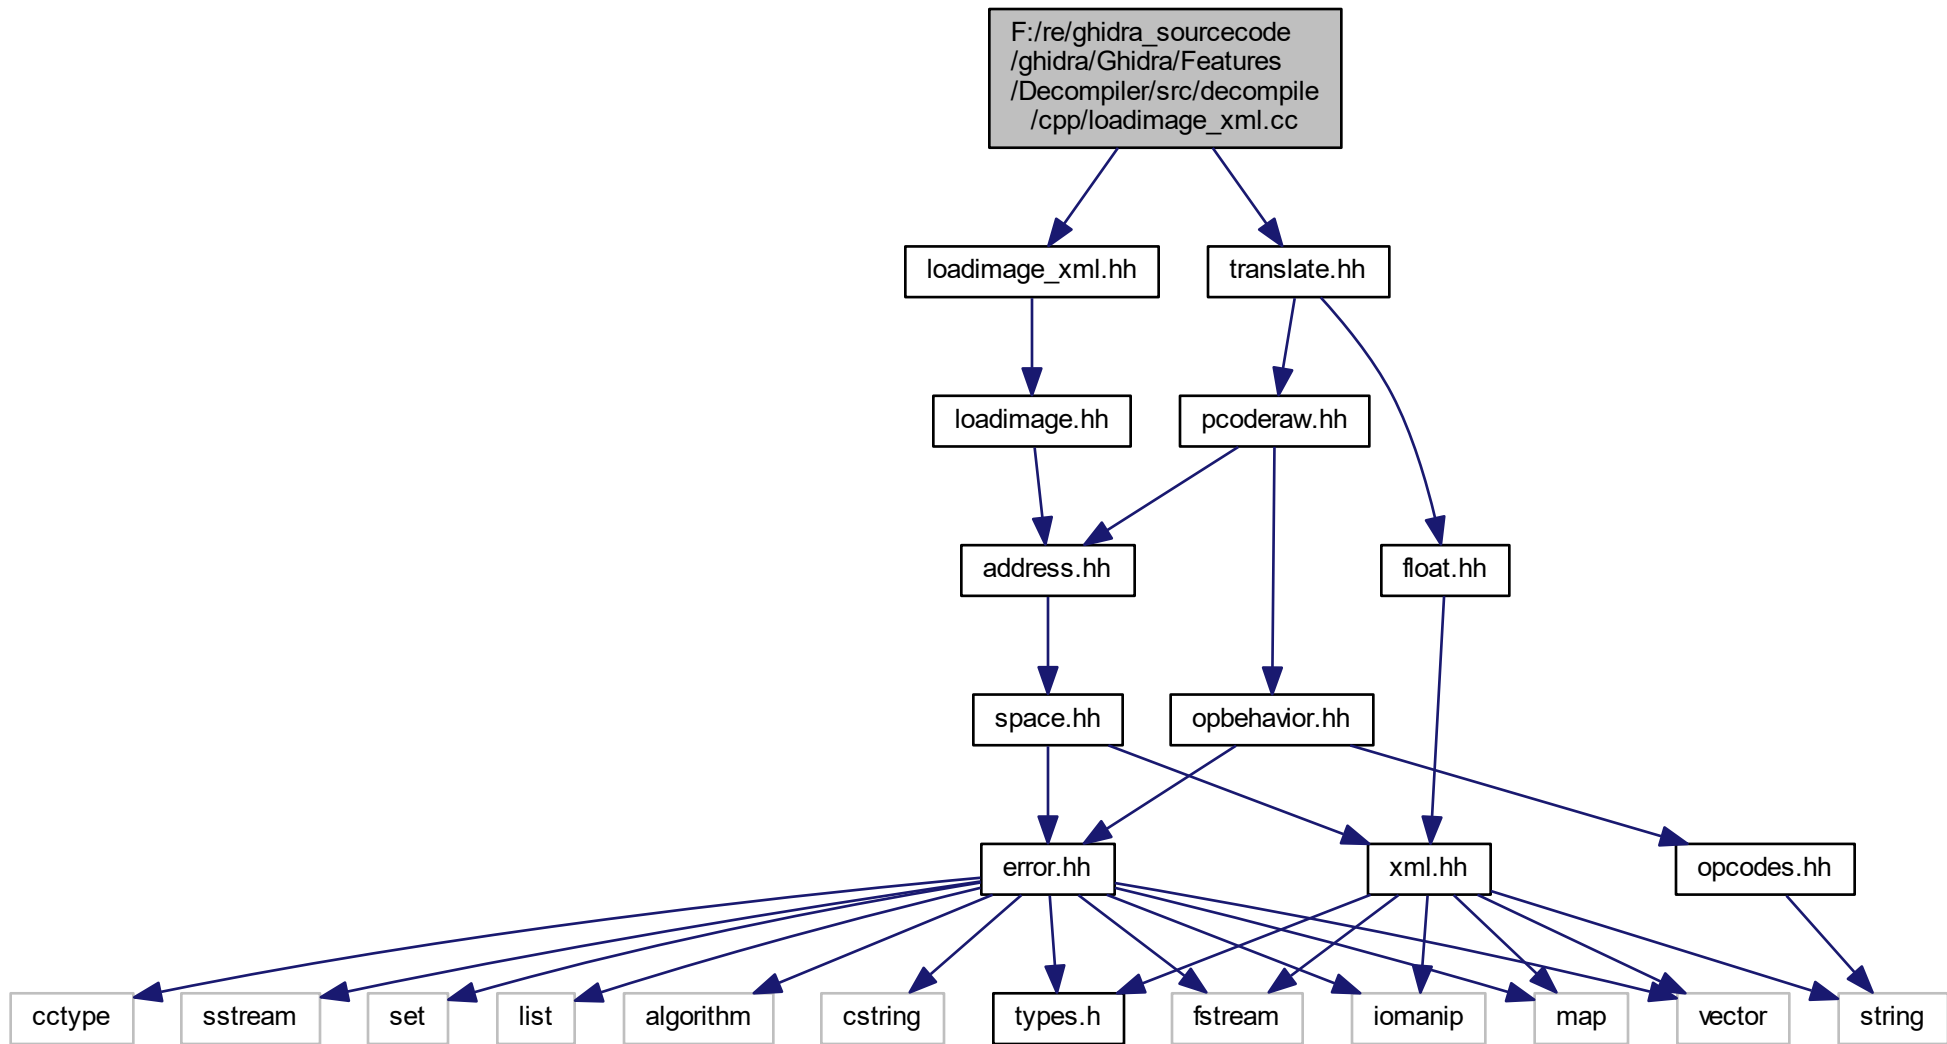 F:/re/ghidra_sourcecode
/ghidra/Ghidra/Features
/Decompiler/src/decompile
/cpp/loadimage_xml.cc
loadimage_xml.hh
translate.hh
loadimage.hh
pcoderaw.hh
address.hh
float.hh
space.hh
opbehavior.hh
error.hh
xml.hh
opcodes.hh
cctype
sstream
set
list
algorithm
cstring
types.h
fstream
iomanip
map
vector
string